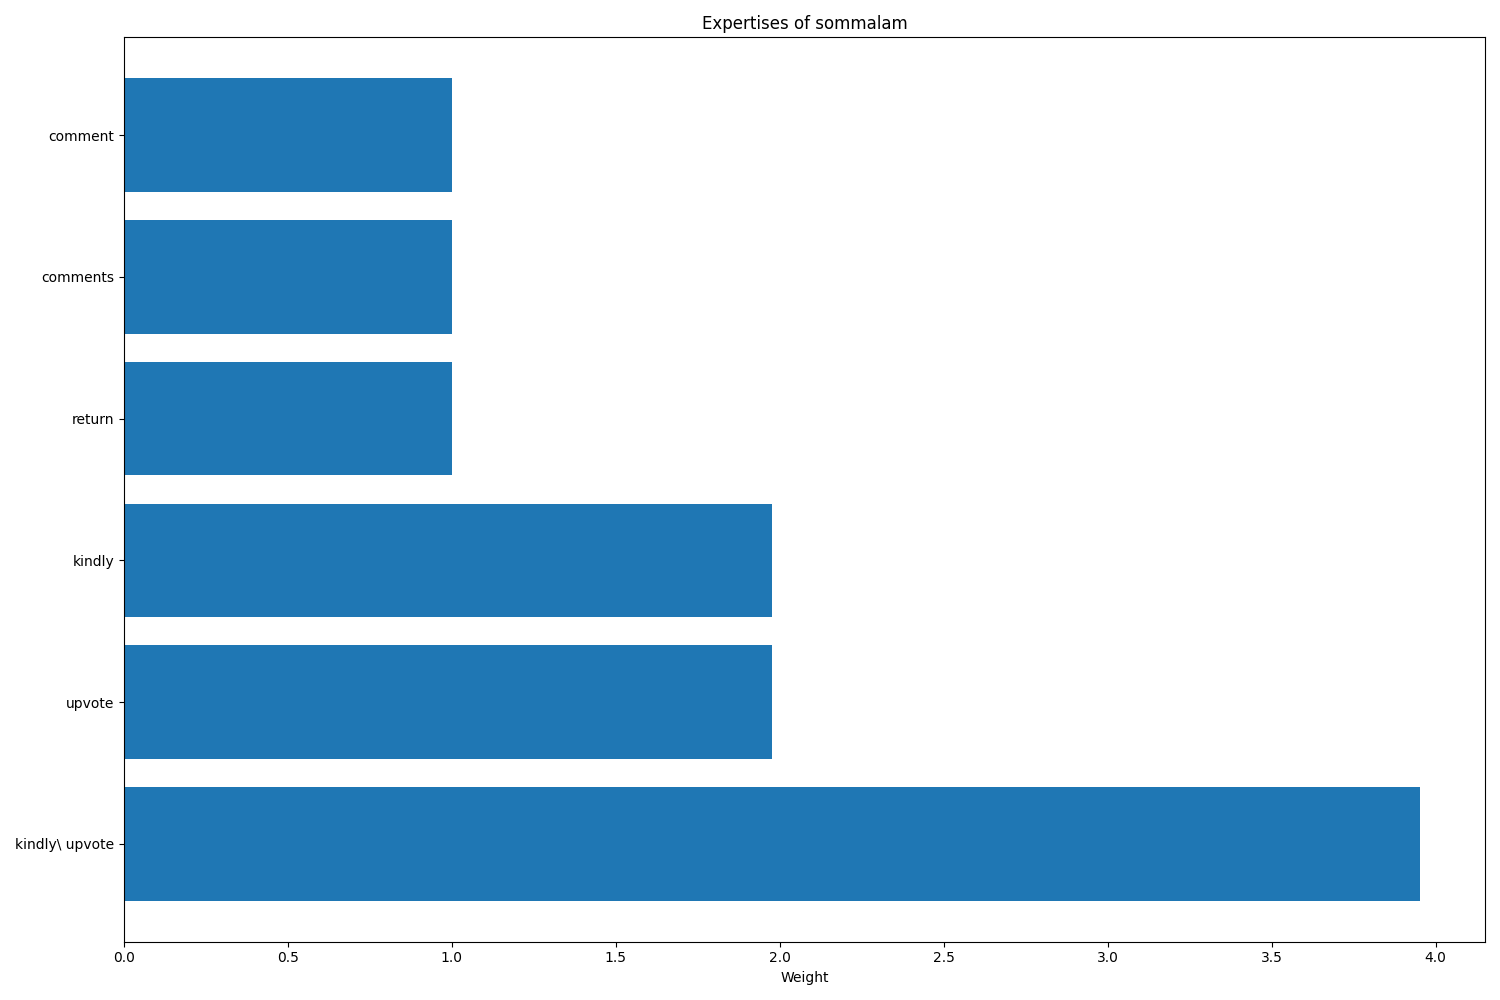 Expertises of sommalam
comment
comments
return
kindly
upvote
kindly\ upvote
0.0 0.5 1.0 1.5 2.0 2.5 3.0 3.5 4.0
Weight